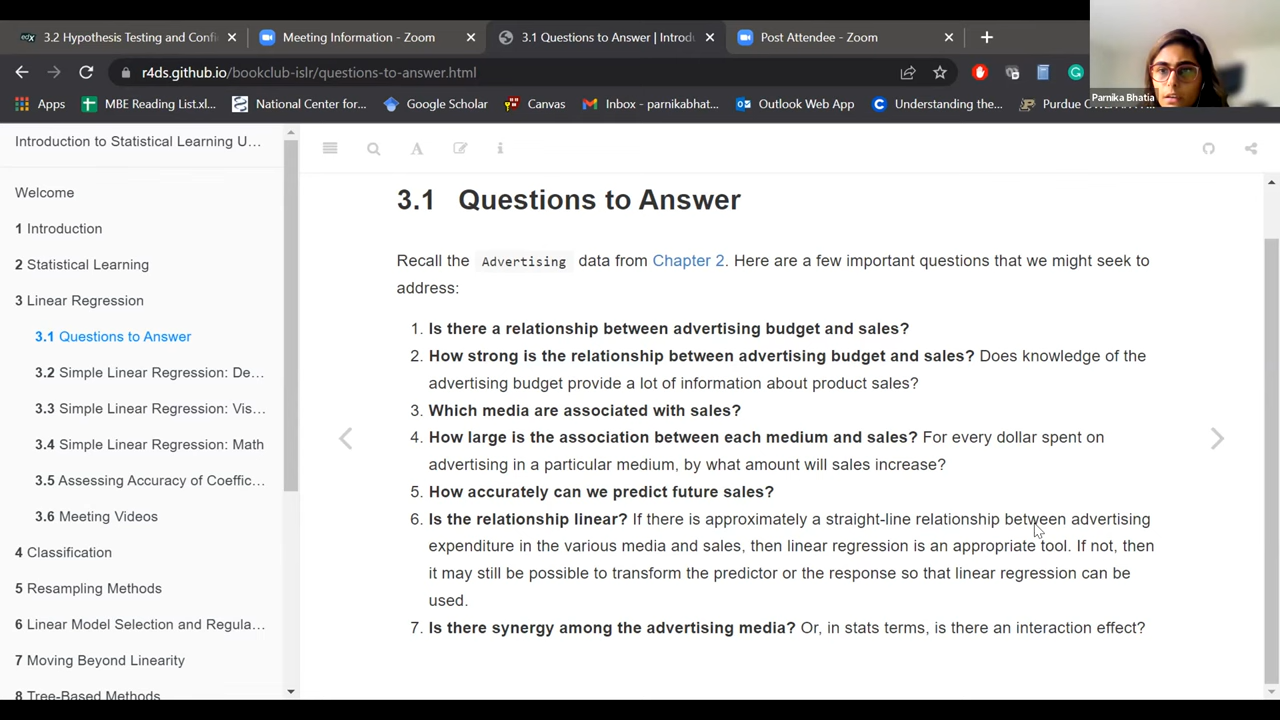 3.2 Hypothesis Testing and Confi
Meeting Information - Zoom
3.1 Questions to Answer | Introdu
Post Attendee - Zoom
r4ds.github.io/bookclub-islr/questions-to-answer.html
Apps
MBE Reading List.xl...
National Center for...
Google Scholar
Canvas
Inbox - parnikabhat...
Outlook Web App
Understanding the...
Parnika Bhatia
Introduction to Statistical Learning U...
Welcome
1 Introduction
2 Statistical Learning
3 Linear Regression
3.1 Questions to Answer
3.2 Simple Linear Regression: De...
3.3 Simple Linear Regression: Vis...
3.4 Simple Linear Regression: Math
3.5 Assessing Accuracy of Coeffic...
3.6 Meeting Videos
4 Classification
5 Resampling Methods
6 Linear Model Selection and Regula...
7 Moving Beyond Linearity
8 Tree-Based Methods
3.1 Questions to Answer
Recall the Advertising data from Chapter 2. Here are a few important questions that we might seek to
address:
1. Is there a relationship between advertising budget and sales?
2. How strong is the relationship between advertising budget and sales? Does knowledge of the
advertising budget provide a lot of information about product sales?
3. Which media are associated with sales?
4. How large is the association between each medium and sales? For every dollar spent on
advertising in a particular medium, by what amount will sales increase?
5. How accurately can we predict future sales?
6. Is the relationship linear? If there is approximately a straight-line relationship between advertising
expenditure in the various media and sales, then linear regression is an appropriate tool. If not, then
it may still be possible to transform the predictor or the response so that linear regression can be
used.
7. Is there synergy among the advertising media? Or, in stats terms, is there an interaction effect?